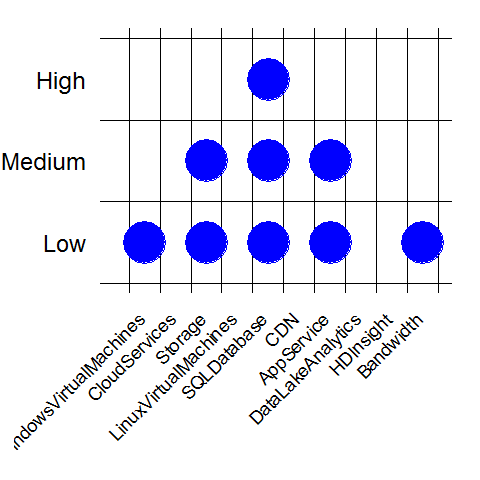 High
Medium
Low
ndowsVirtualMachines
CloudServices
Storage
LinuxVirtualMachines
SQLDatabase
CDN
AppService
DataLakeAnalytics
HDInsight
Bandwidth